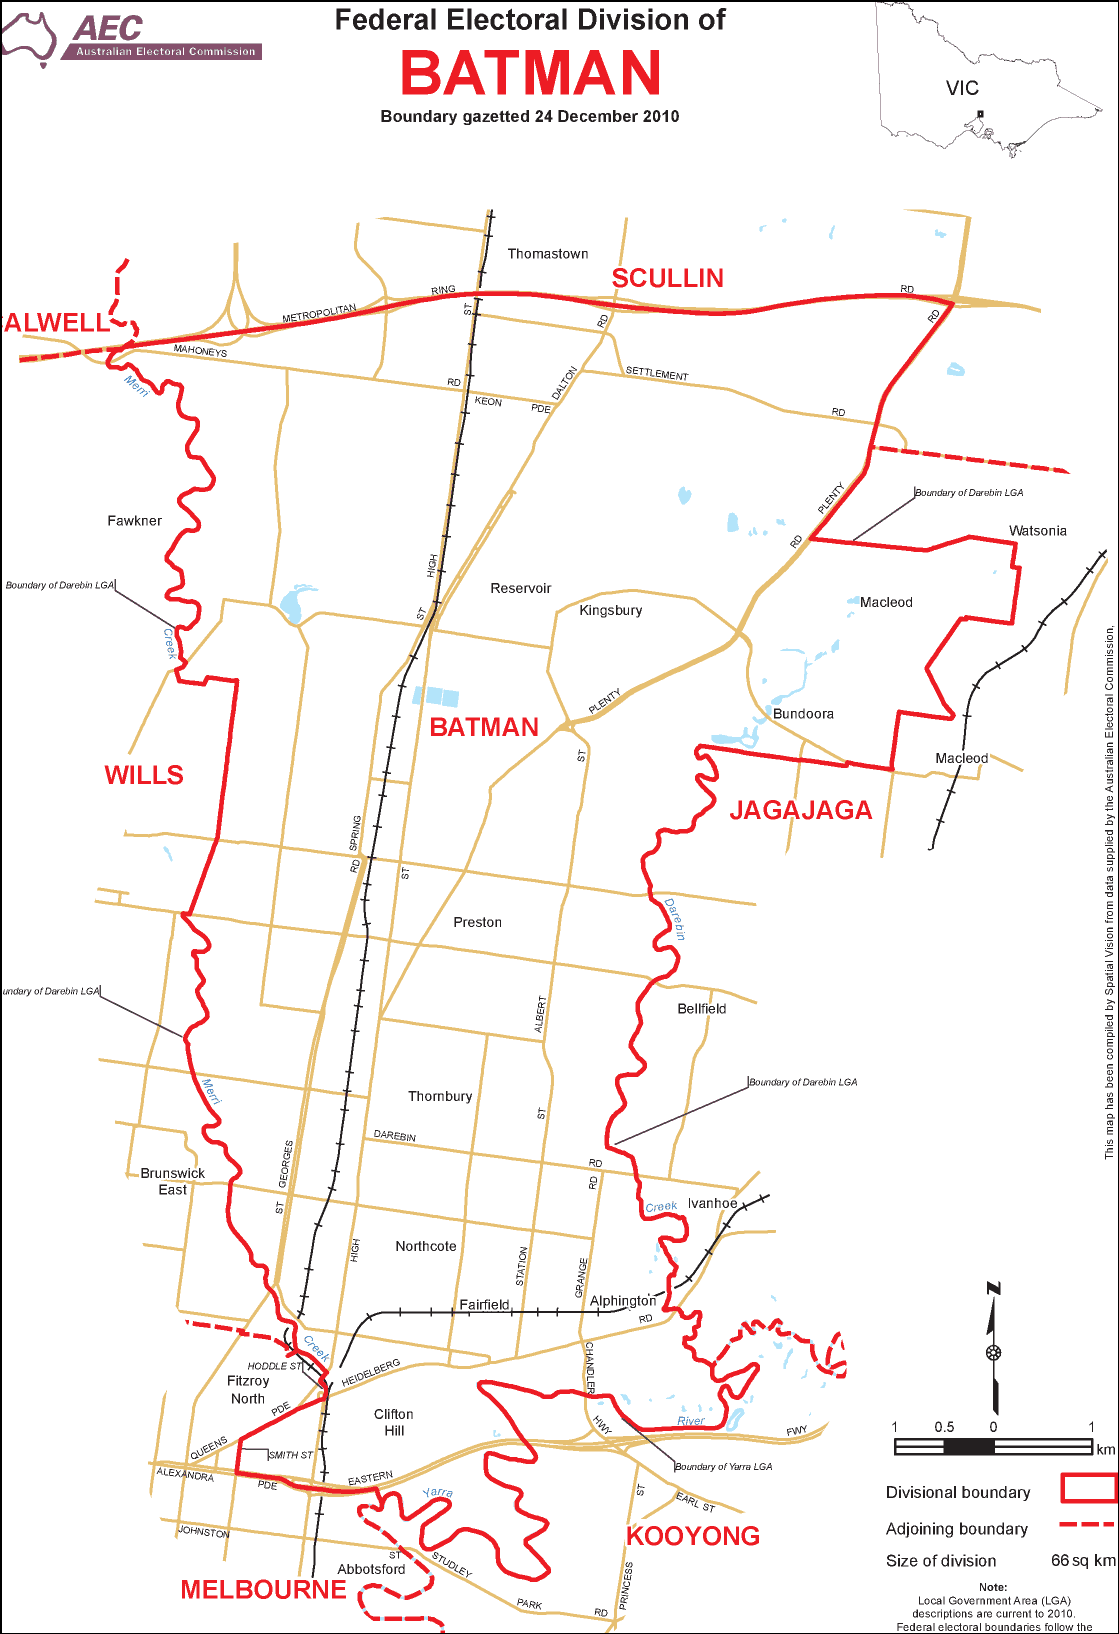 AEC
Australian Electoral Commission
Federal Electoral Division of
BATMAN
Boundary gazetted 24 December 2010
VIC
Thomastown
SCULLIN
RING
RD
METROPOLITAN
ST
RD
RD
ALWELL
MAHONEYS
Merri
RD
KEON
PDE
DALTON
SETTLEMENT
RD
PLENTY
Boundary of Darebin LGA
Fawkner
Watsonia
RD
HIGH
Boundary of Darebin LGA
Reservoir
Kingsbury
Macleod
ST
Creek
PLENTY
Bundoora
BATMAN
ST
Macleod
WILLS
JAGAJAGA
SPRING
RD
ST
Darebin
Preston
undary of Darebin LGA
Bellfield
ALBERT
Merri
Boundary of Darebin LGA
Thornbury
ST
DAREBIN
RD
GEORGES
RD
Brunswick
East
ST
Creek
Ivanhoe
Northcote
HIGH
STATION
GRANGE
Fairfield
Alphington
RD
Creek
HODDLE ST
HEIDELBERG
CHANDLER
Fitzroy
North
PDE
Clifton
Hill
HWY
River
FWY
QUEENS
SMITH ST
Boundary of Yarra LGA
ALEXANDRA
PDE
EASTERN
Yarra
ST
EARL ST
JOHNSTON
KOOYONG
ST
STUDLEY
Abbotsford
MELBOURNE
PARK
RD
PRINCESS
This map has been compiled by Spatial Vision from data supplied by the Australian Electoral Commission.
N
1 0.5 0 1
km
Divisional boundary
Adjoining boundary
Size of division 66 sq km
Note:
Local Government Area (LGA)
descriptions are current to 2010.
Federal electoral boundaries follow the